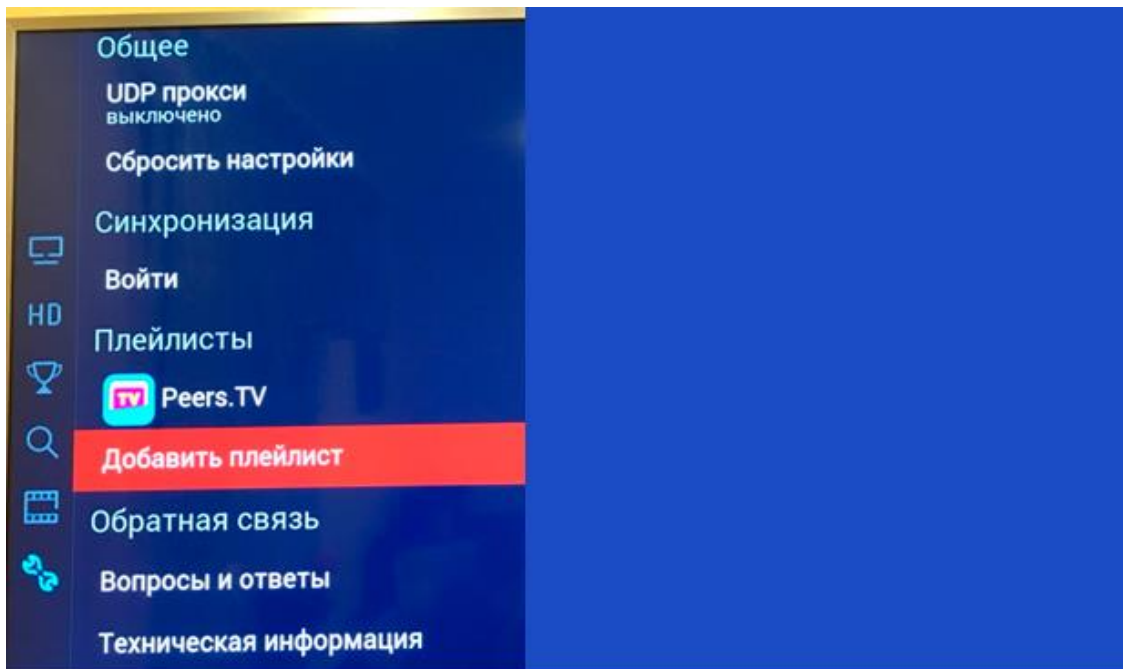 Общее
UDP прокси
выключено
Сбросить настройки
Синхронизация
Войти
HD
Плейлисты
TV Peers.TV
Добавить плейлист
Обратная связь
Вопросы и ответы
Техническая информация